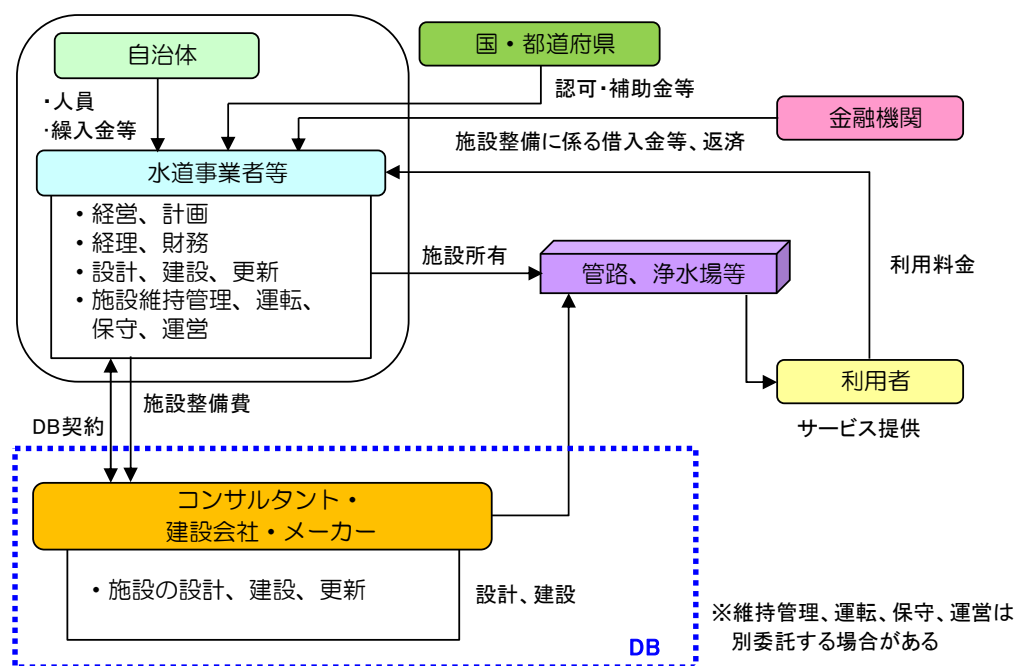 自治体
国・都道府県
・人員
・繰入金等
認可・補助金等
金融機関
施設整備に係る借入金等、返済
水道事業者等
・経営、計画
・経理、財務
・設計、建設、更新
・施設維持管理、運転、
保守、運営
施設所有
管路、浄水場等
利用料金
利用者
サービス提供
施設整備費
DB契約
コンサルタント・
建設会社・メーカー
・施設の設計、建設、更新
設計、建設
DB
※維持管理、運転、保守、運営は
別委託する場合がある